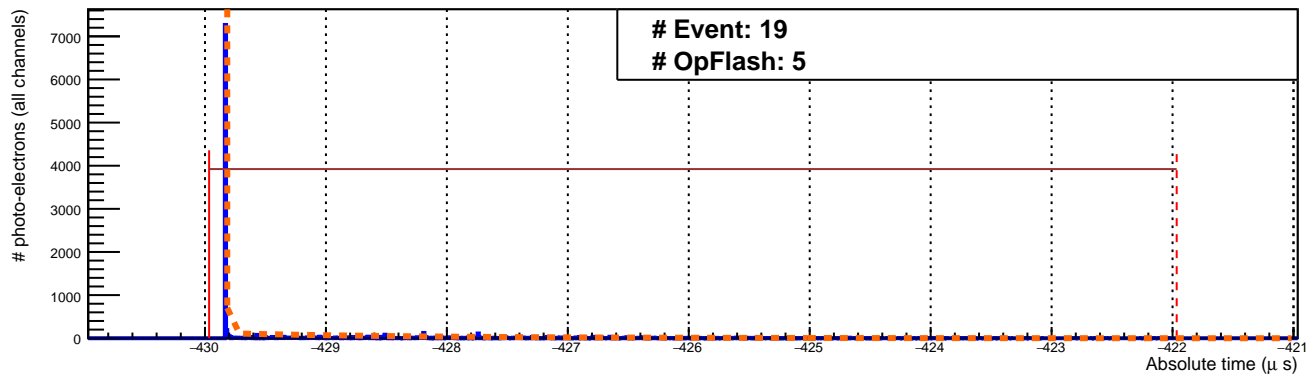 # Event: 19
# OpFlash: 5
# photo-electrons (all channels)
7000
6000
5000
4000
3000
2000
1000
0
−430 −429 −428 −427 −426 −425 −424 −423 −422 −421
Absolute time (μ s)